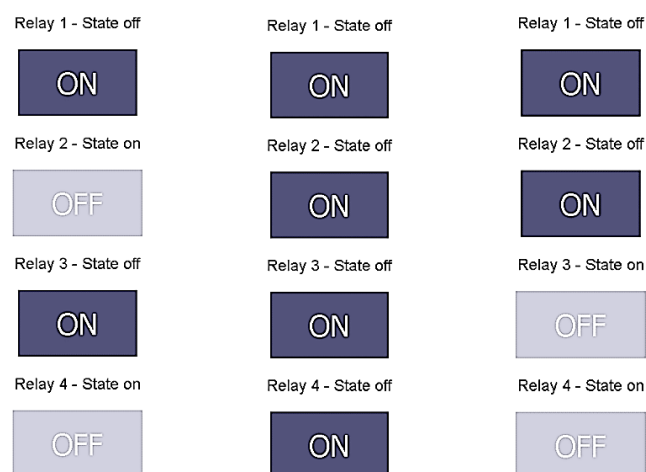 Relay 1 - State off
ON
Relay 2 - State on
OFF
Relay 3 - State off
ON
Relay 4 - State on
OFF
Relay 1 - State off
ON
Relay 2 - State off
ON
Relay 3 - State off
ON
Relay 4 - State off
ON
Relay 1 - State off
ON
Relay 2 - State off
ON
Relay 3 - State on
OFF
Relay 4 - State on
OFF